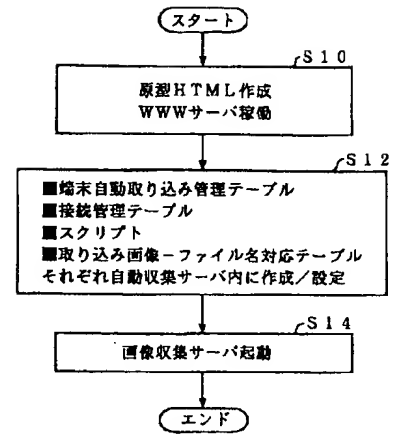 スタート
S10
原型HTML作成
WWWサーバ稼働
S12
■端末自動取り込み管理テーブル
■接続管理テーブル
■スクリプト
■取り込み画像－ファイル名対応テーブル
それぞれ自動収集サーバ内に作成／設定
S14
画像収集サーバ起動
エンド